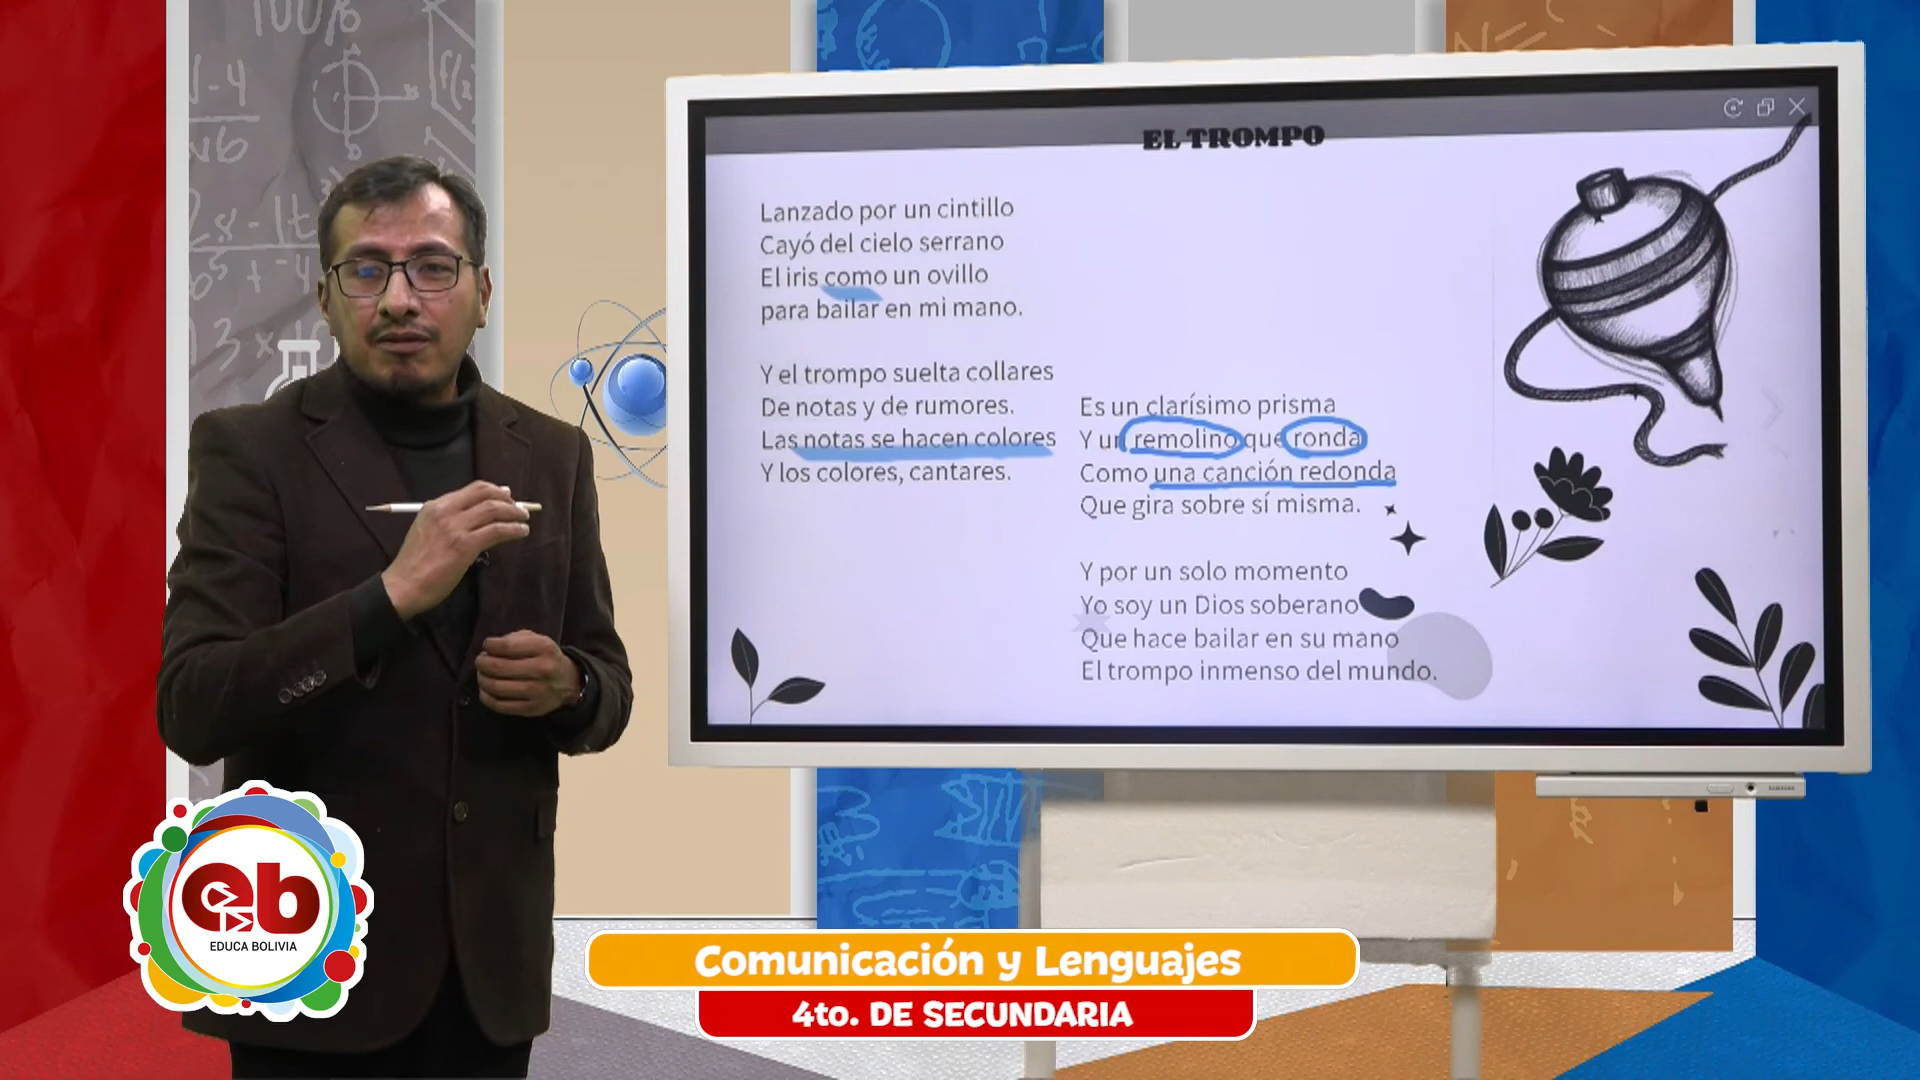 EL TROMPO
Lanzado por un cintillo
Cayó del cielo serrano
El iris como un ovillo
para bailar en mi mano.
Y el trompo suelta collares
De notas y de rumores.
Las notas se hacen colores
Y los colores, cantares.
Es un clarísimo prisma
Y un remolino que ronda
Como una canción redonda
Que gira sobre sí misma.
Y por un solo momento
Yo soy un Dios soberano
Que hace bailar en su mano
El trompo inmenso del mundo.
SAMSUNG
eb
EDUCA BOLIVIA
Comunicación y Lenguajes
4to. DE SECUNDARIA